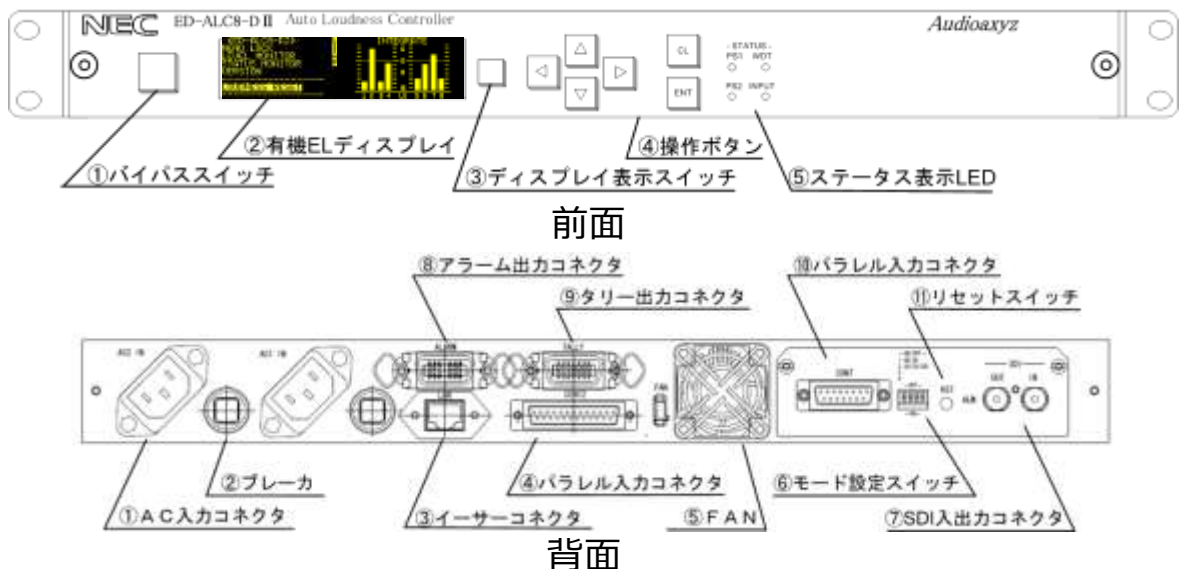 NEC ED-ALC8-DⅡ Auto Loudness Controller Audioaxyz
INTEGRATE
VERSION
LOUDNESS RESET
CL
ENT
-STATUS-
PS1 WDT
PS2 INPUT
②有機ELディスプレイ
④操作ボタン
①バイパススイッチ
③ディスプレイ表示スイッチ
⑤ステータス表示LED
前面
⑧アラーム出力コネクタ
⑩パラレル入力コネクタ
⑨タリー出力コネクタ
⑪リセットスイッチ
ALARM
TALLY
FAN
CONT
OUT
IN
②ブレーカ
④パラレル入力コネクタ
⑥モード設定スイッチ
①AC入力コネクタ
③イーサーコネクタ
⑤FAN
⑦SDI入出力コネクタ
背面